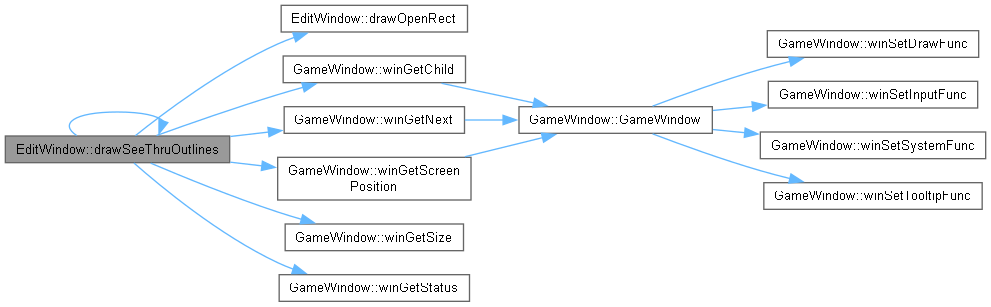 EditWindow::drawSeeThruOutlines
EditWindow::drawOpenRect
GameWindow::winGetChild
GameWindow::winGetNext
GameWindow::winGetScreen
Position
GameWindow::winGetSize
GameWindow::winGetStatus
GameWindow::GameWindow
GameWindow::winSetDrawFunc
GameWindow::winSetInputFunc
GameWindow::winSetSystemFunc
GameWindow::winSetTooltipFunc